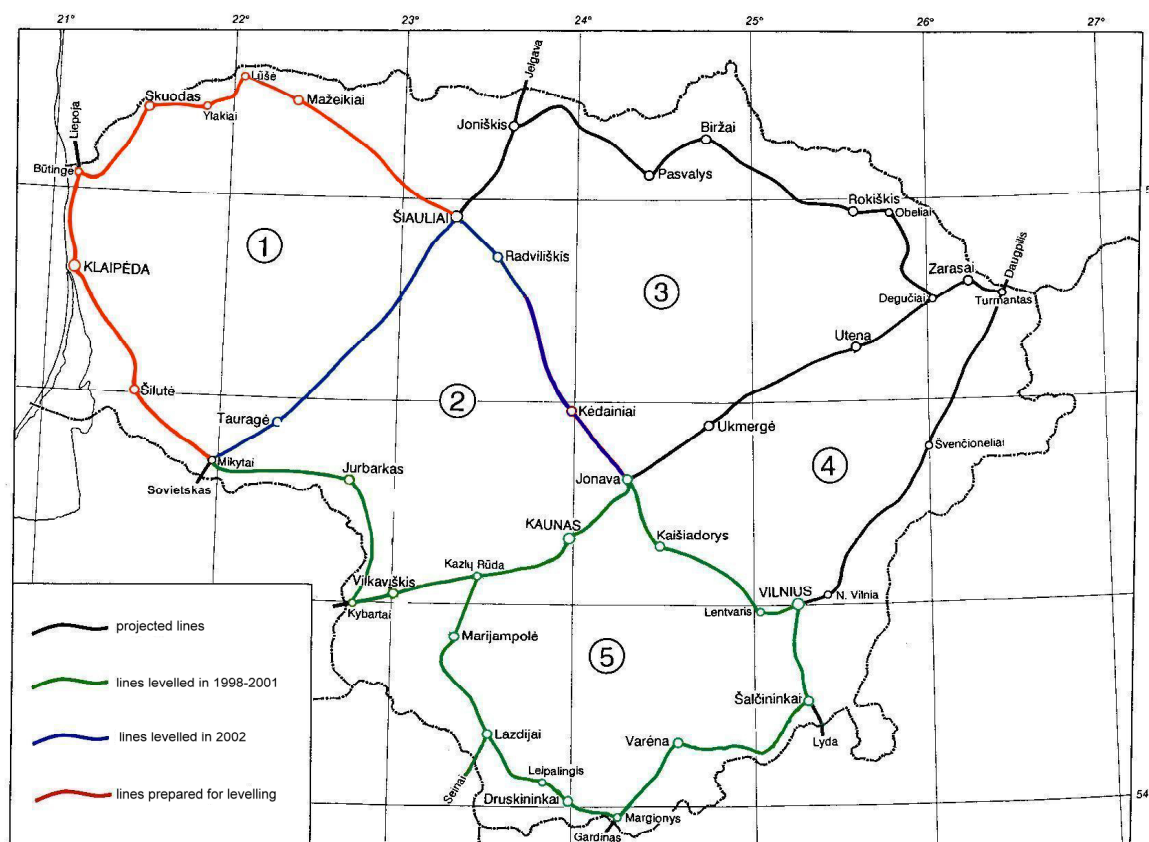 21°
22°
23°
24°
25°
26°
27°
Jelgava
Lūšė
Skuodas
Mažeikiai
Ylakiai
Liepoja
Joniškis
Biržai
Būtingė
Pasvalys
5
Rokiškis
Obeliai
ŠIAULIAI
1
Radviliškis
Daugpilis
KLAIPĖDA
Zarasai
3
Degučiai
Turmantas
Utena
Šilutė
2
Kėdainiai
Tauragė
Ukmergė
Švenčioneliai
4
Mikytai
Jurbarkas
Jonava
Sovietskas
KAUNAS
Kaišiadorys
Kazlų Rūda
Vilkaviškis
VILNIUS
N. Vilnia
Kybartai
Lentvaris
projected lines
Marijampolė
5
lines levelled in 1998-2001
Šalčininkai
lines levelled in 2002
Lazdijai
Varėna
Lyda
Leipalingis
Seinai
lines prepared for levelling
Druskininkai
54
Margionys
Gardinas